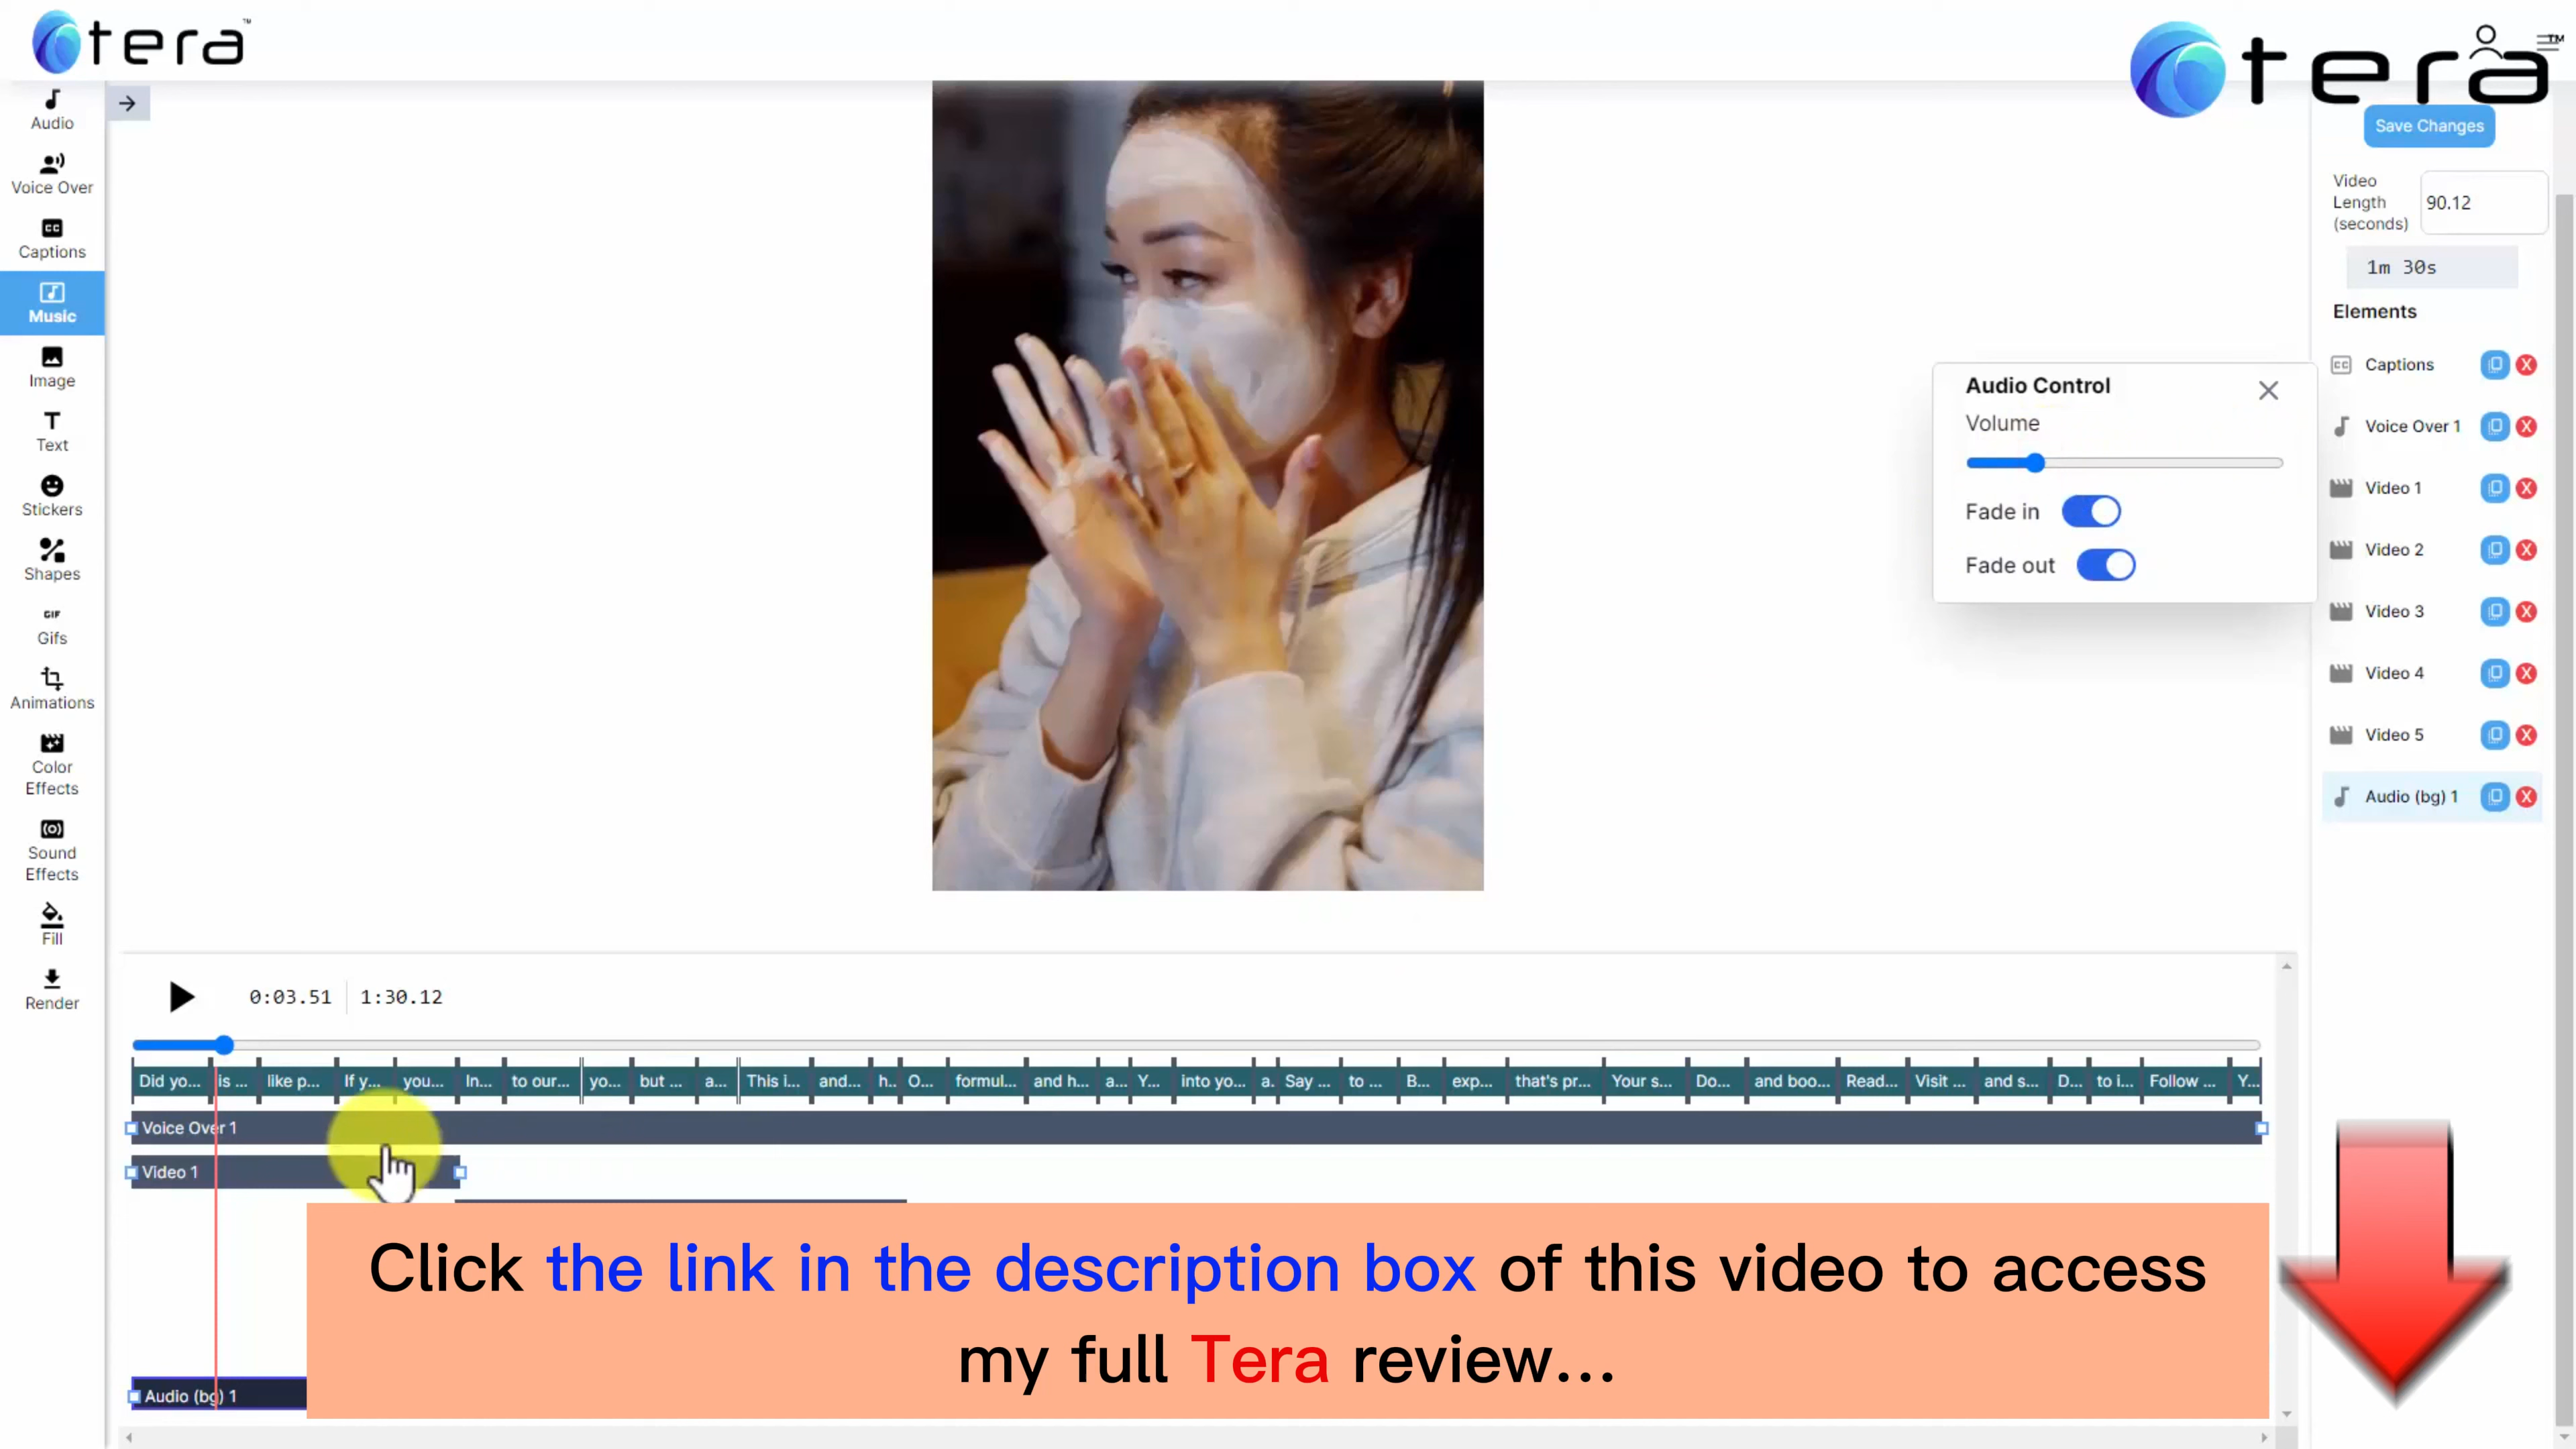 tera™
tera™
Audio
Voice Over
Captions
Music
Image
Text
Stickers
Shapes
GIF
Gifs
Animations
Color
Effects
Sound
Effects
Fill
Render
Save Changes
Video
Length
(seconds)
90.12
1m 30s
Elements
CC Captions X
Voice Over 1 X
Video 1 X
Video 2 X
Video 3 X
Video 4 X
Video 5 X
Audio (bg) 1 X
Audio Control
Volume
Fade in
Fade out
0:03.51 1:30.12
Did yo... is ... like p... If y... you... In... to our... yo... but ... a... This i... and... h.. O... formul... and h... a... Y... into yo... a. Say ... to ... B... exp... that's pr... Your s... Do... and boo... Read... Visit ... and s... D... to i... Follow ... Y...
Voice Over 1
Video 1
Audio (bg) 1
Click the link in the description box of this video to access
my full Tera review...